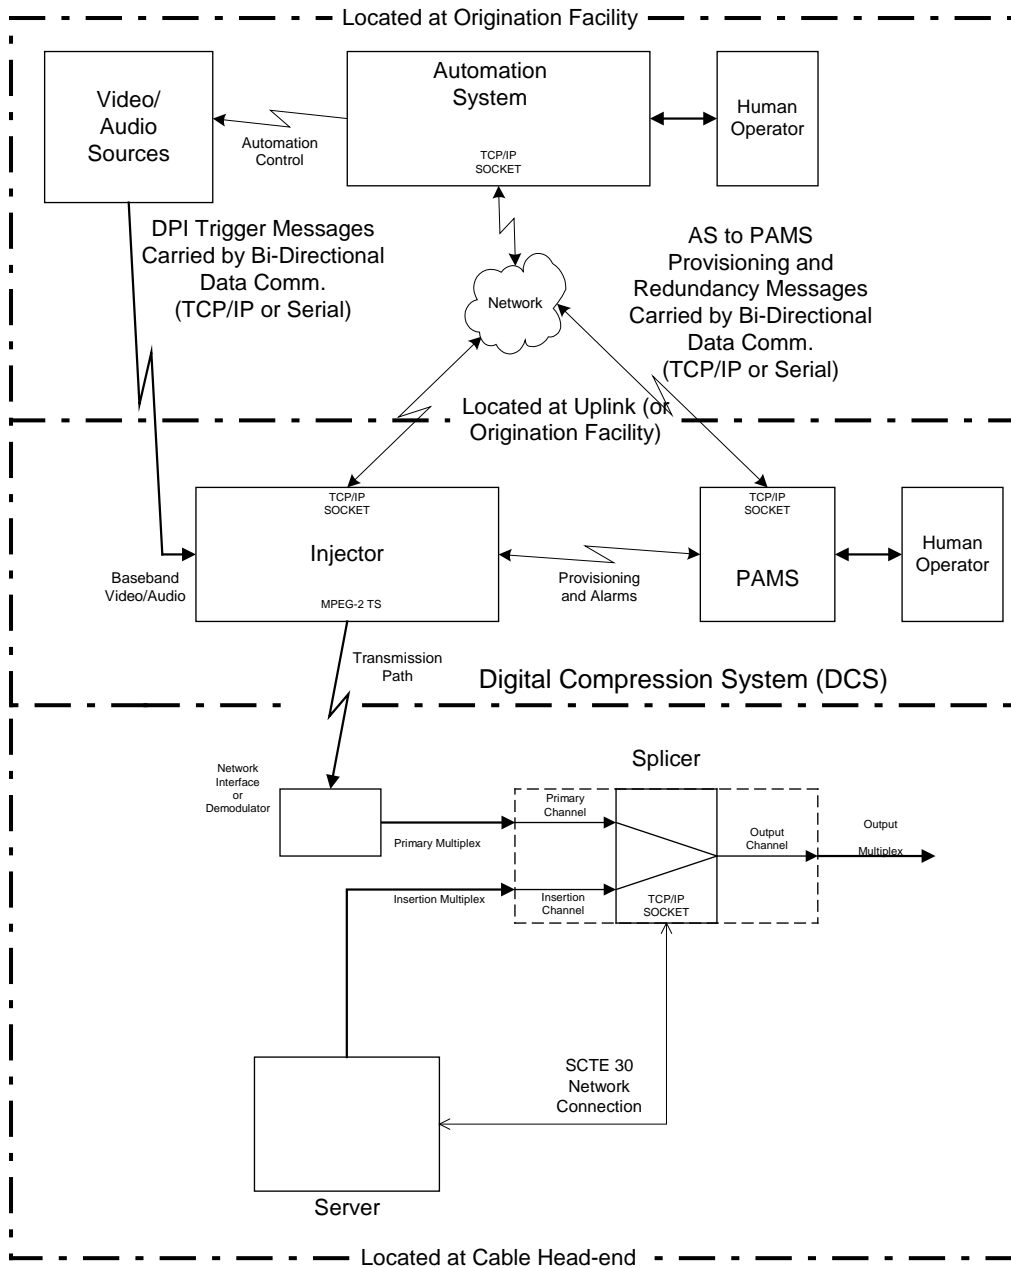 Located at Origination Facility
Video/
Audio
Sources
Automation
Control
Automation
System
TCP/IP
SOCKET
Human
Operator
DPI Trigger Messages
Carried by Bi-Directional
Data Comm.
(TCP/IP or Serial)
Network
AS to PAMS
Provisioning and
Redundancy Messages
Carried by Bi-Directional
Data Comm.
(TCP/IP or Serial)
Located at Uplink (or
Origination Facility)
Baseband
Video/Audio
TCP/IP
SOCKET
Injector
MPEG-2 TS
Provisioning
and Alarms
TCP/IP
SOCKET
PAMS
Human
Operator
Transmission
Path
Digital Compression System (DCS)
Network
Interface
or
Demodulator
Splicer
Primary Multiplex
Primary
Channel
Output
Channel
Output
Multiplex
Insertion Multiplex
Insertion
Channel
TCP/IP
SOCKET
SCTE 30
Network
Connection
Server
Located at Cable Head-end